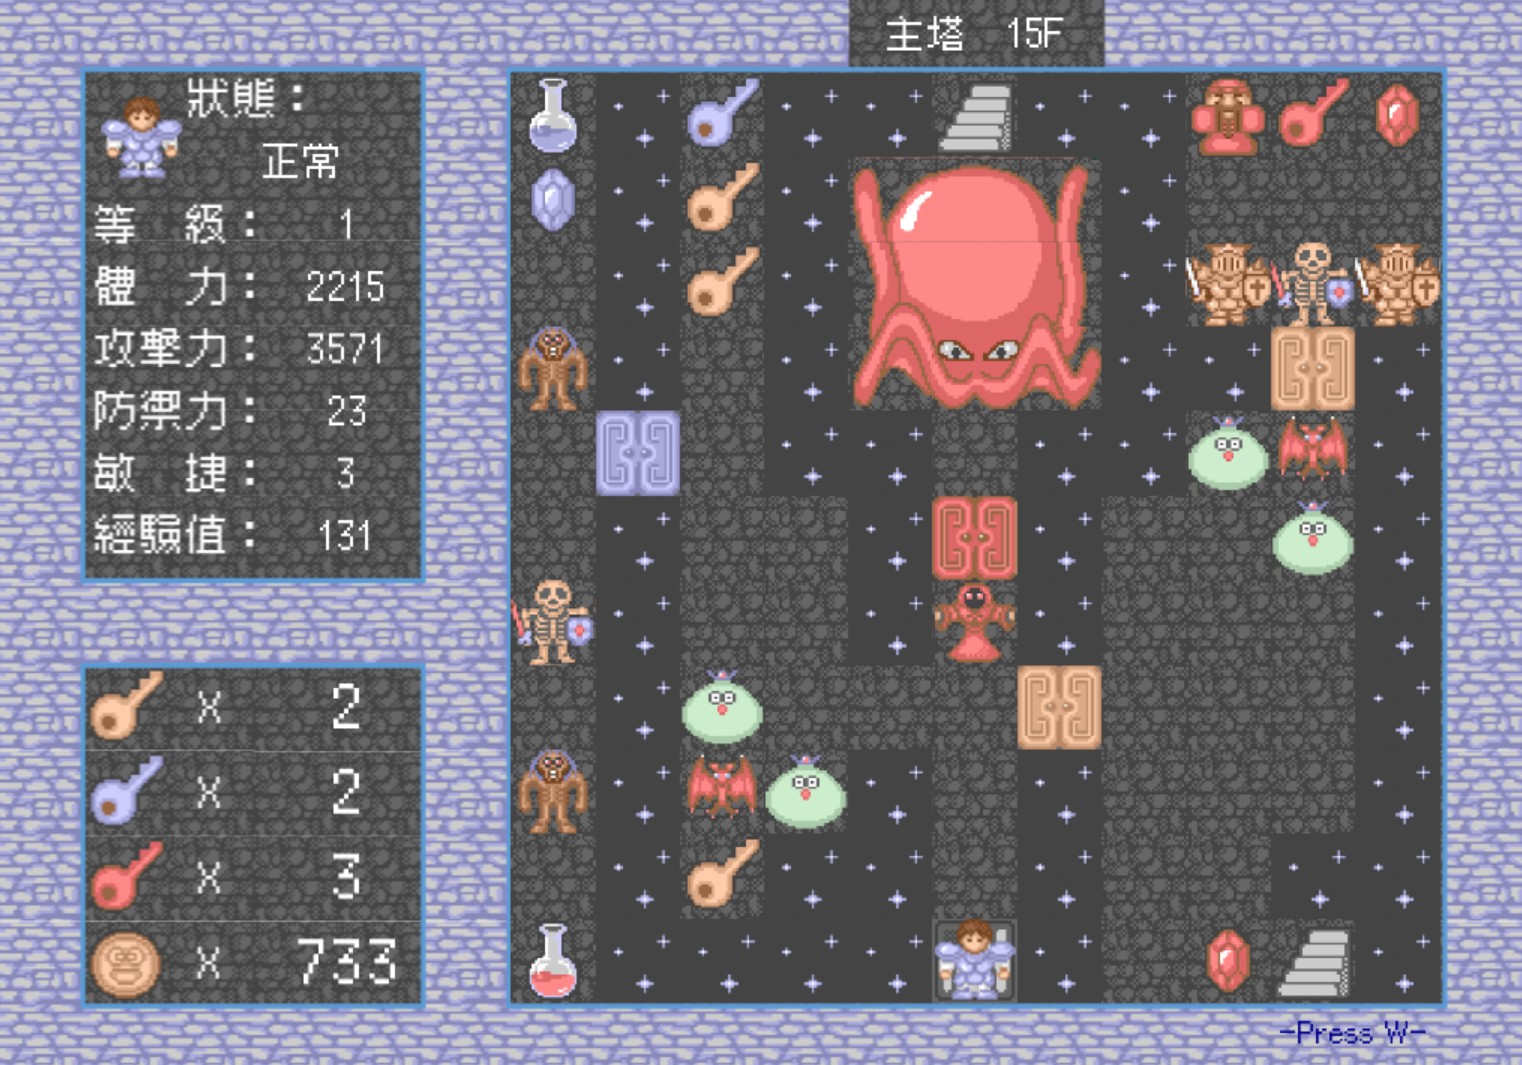 主塔 15F
狀態：
正常
等級： 1
體力： 2215
攻擊力： 3571
防禦力： 23
敏捷： 3
經驗值： 131
X 2
X 2
X 3
X 733
-Press W-